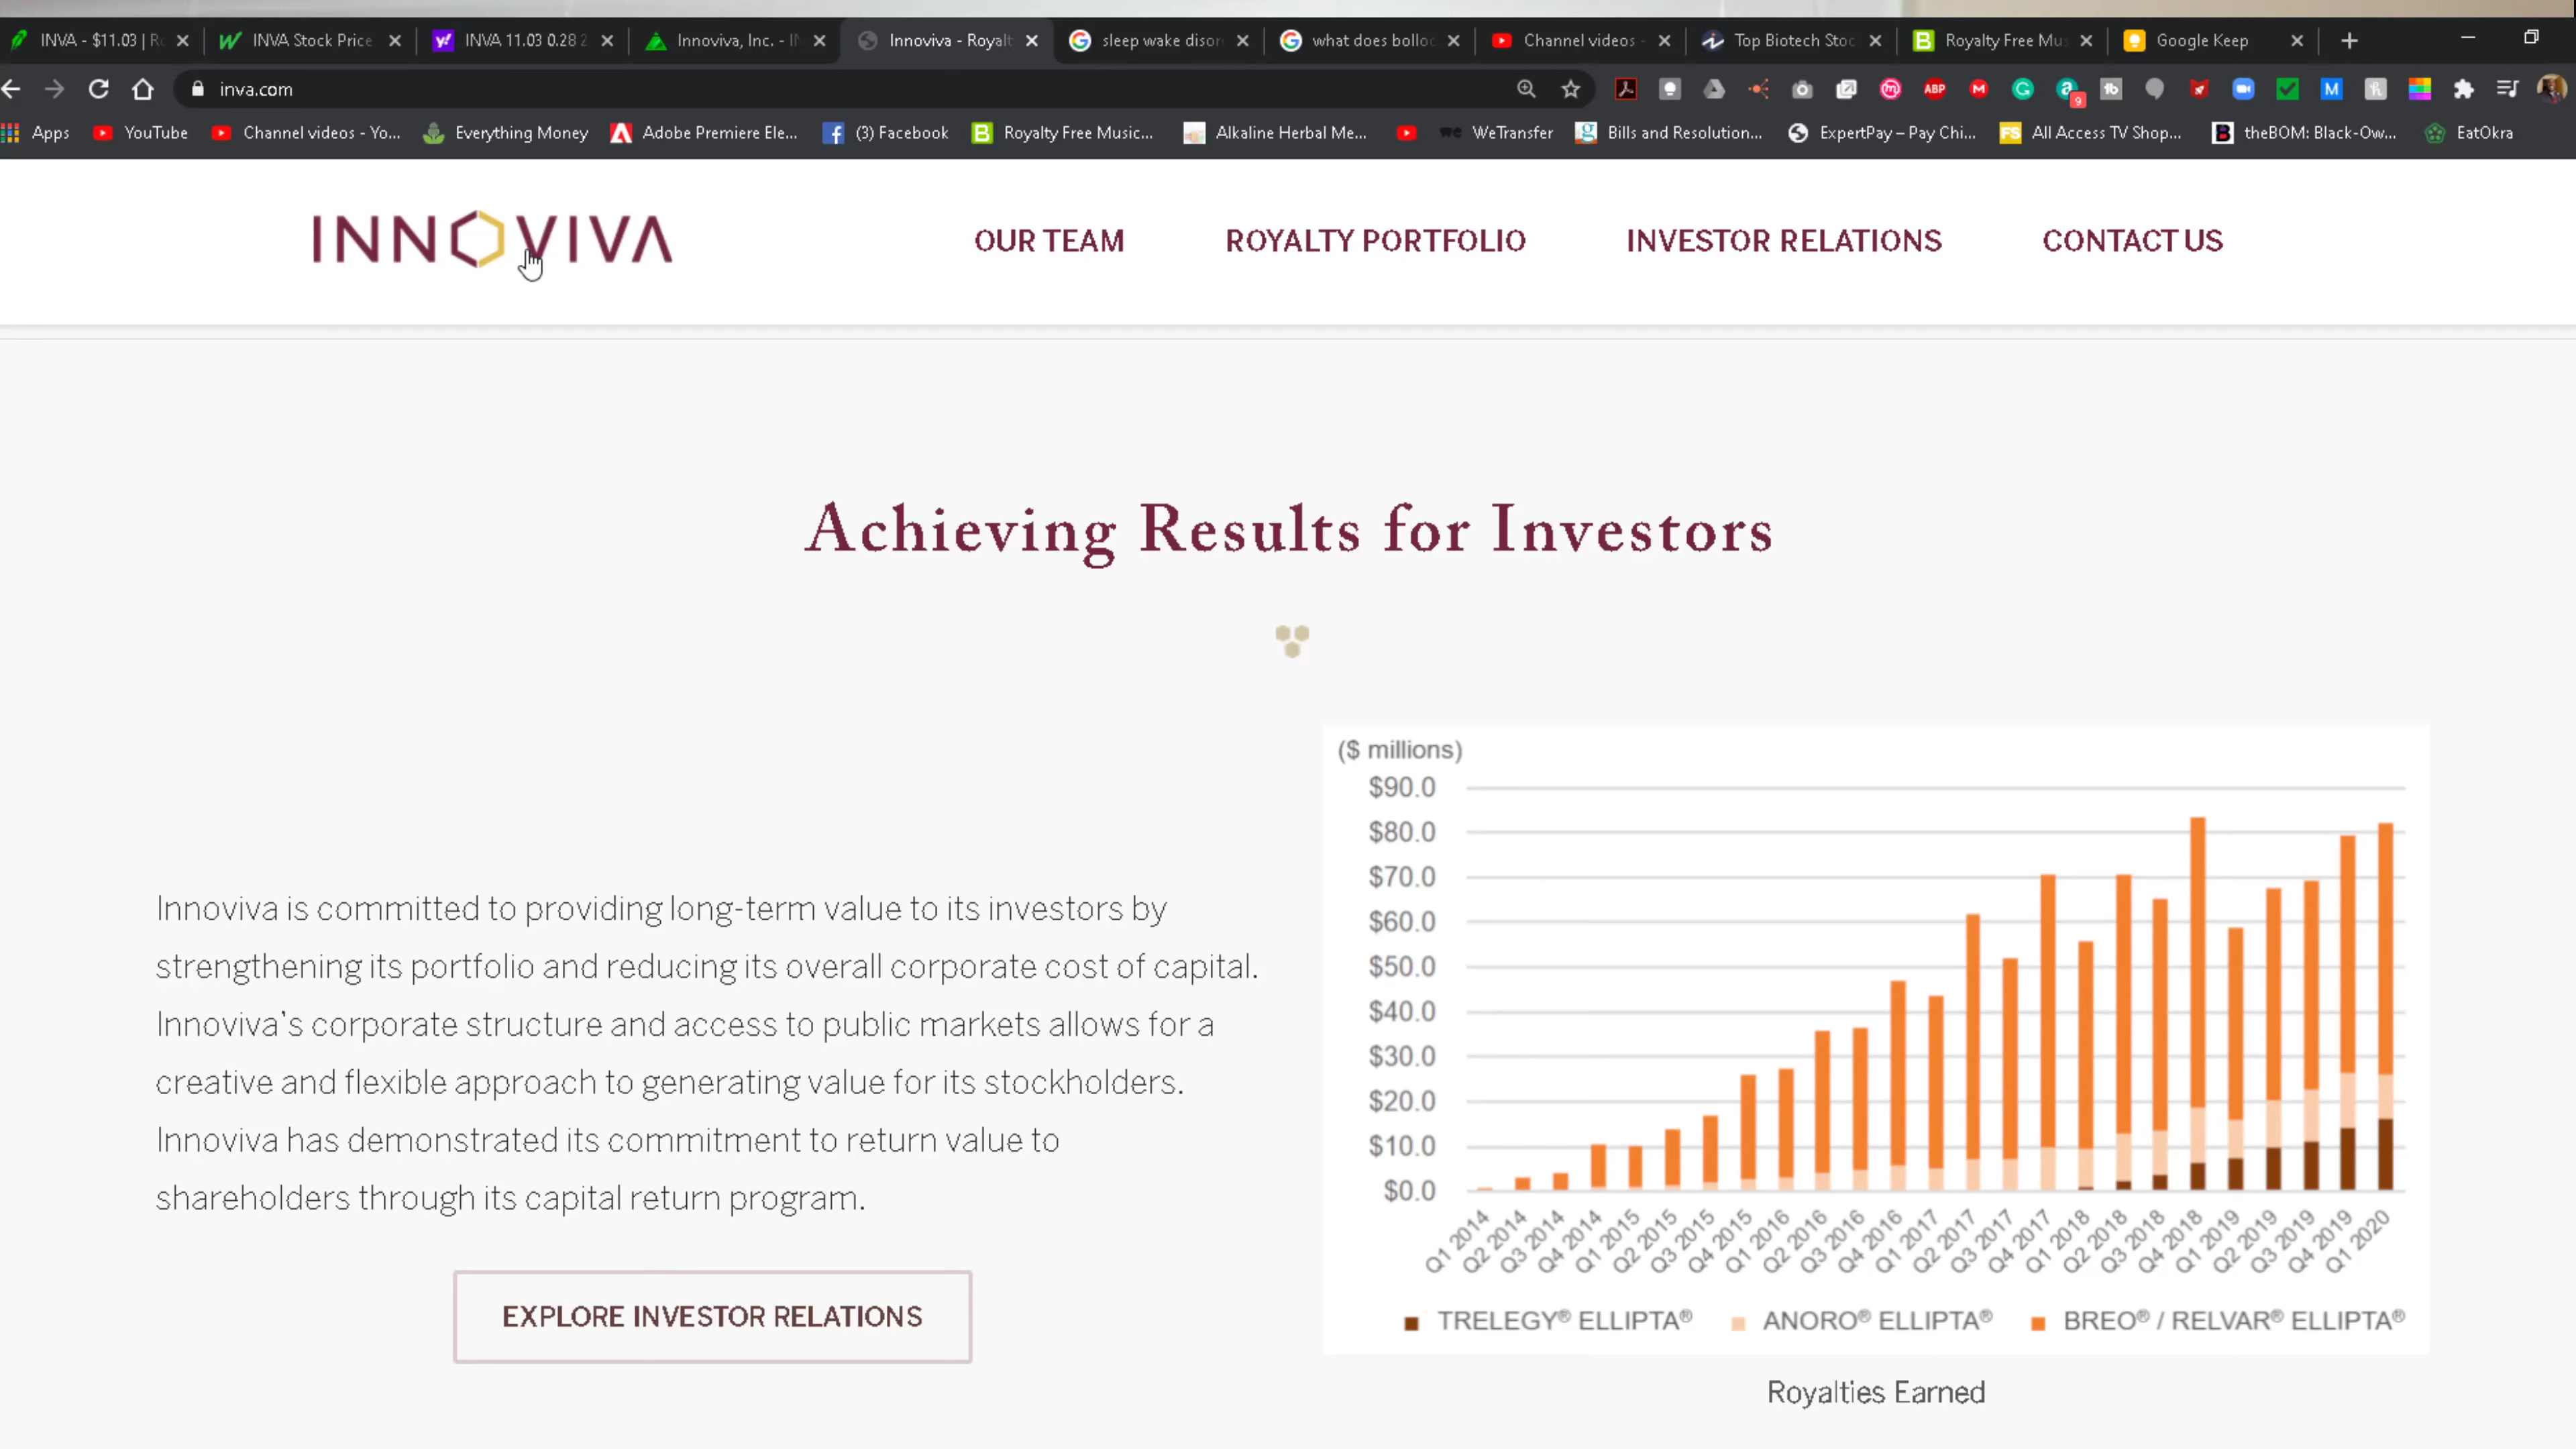 INVA - $11.03 | Ro
INVA Stock Price
INVA 11.03 0.28 2
Innoviva, Inc. - IN
Innoviva - Royalt
sleep wake disor
what does bolloc
Channel videos -
Top Biotech Stoc
Royalty Free Mu
Google Keep
inva.com
ABP
9
Apps
YouTube
Channel videos - Yo...
Everything Money
Adobe Premiere Ele...
(3) Facebook
Royalty Free Music...
Alkaline Herbal Me...
WeTransfer
Bills and Resolution...
ExpertPay – Pay Chi...
All Access TV Shop...
theBOM: Black-Ow...
EatOkra
INNOVIVA
OUR TEAM
ROYALTY PORTFOLIO
INVESTOR RELATIONS
CONTACT US
Achieving Results for Investors
Innoviva is committed to providing long-term value to its investors by
strengthening its portfolio and reducing its overall corporate cost of capital.
Innoviva's corporate structure and access to public markets allows for a
creative and flexible approach to generating value for its stockholders.
Innoviva has demonstrated its commitment to return value to
shareholders through its capital return program.
EXPLORE INVESTOR RELATIONS
($ millions)
$90.0
$80.0
$70.0
$60.0
$50.0
$40.0
$30.0
$20.0
$10.0
$0.0
Q1 2014
Q2 2014
Q3 2014
Q4 2014
Q1 2015
Q2 2015
Q3 2015
Q4 2015
Q1 2016
Q2 2016
Q3 2016
Q4 2016
Q1 2017
Q2 2017
Q3 2017
Q4 2017
Q1 2018
Q2 2018
Q3 2018
Q4 2018
Q1 2019
Q2 2019
Q3 2019
Q4 2019
Q1 2020
TRELEGY® ELLIPTA®
ANORO® ELLIPTA®
BREO® / RELVAR® ELLIPTA®
Royalties Earned